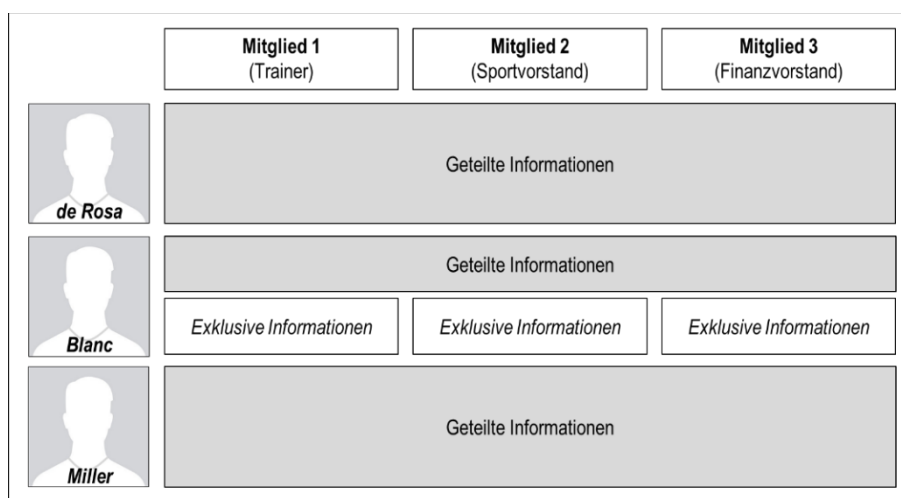 Mitglied 1
(Trainer)
Mitglied 2
(Sportvorstand)
Mitglied 3
(Finanzvorstand)
de Rosa
Geteilte Informationen
Blanc
Geteilte Informationen
Exklusive Informationen
Exklusive Informationen
Exklusive Informationen
Miller
Geteilte Informationen